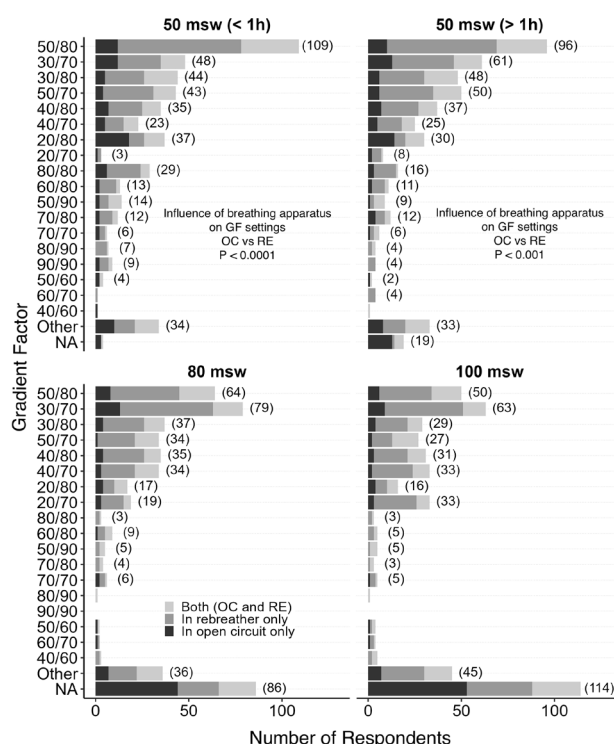 50 msw (< 1h)
50 msw (> 1h)
Gradient Factor
50/80 (109) (96)
30/70 (48) (61)
30/80 (44) (48)
50/70 (43) (50)
40/80 (35) (37)
40/70 (23) (25)
20/80 (37) (30)
20/70 (3) (8)
80/80 (29) (16)
60/80 (13) (11)
50/90 (14) (9)
70/80 (12) (12)
70/70 (6) (6)
80/90 (7) (4)
90/90 (9) (4)
50/60 (4) (2)
60/70 (4)
40/60
Other (34) (33)
NA (19)
Influence of breathing apparatus
on GF settings
OC vs RE
P < 0.0001
Influence of breathing apparatus
on GF settings
OC vs RE
P < 0.001
80 msw
100 msw
50/80 (64) (50)
30/70 (79) (63)
30/80 (37) (29)
50/70 (34) (27)
40/80 (35) (31)
40/70 (34) (33)
20/80 (17) (16)
20/70 (19) (33)
80/80 (3) (3)
60/80 (9) (5)
50/90 (5) (5)
70/80 (4) (3)
70/70 (6) (5)
80/90
90/90
50/60
60/70
40/60
Other (36) (45)
NA (86) (114)
Both (OC and RE)
In rebreather only
In open circuit only
0 50 100 0 50 100
Number of Respondents